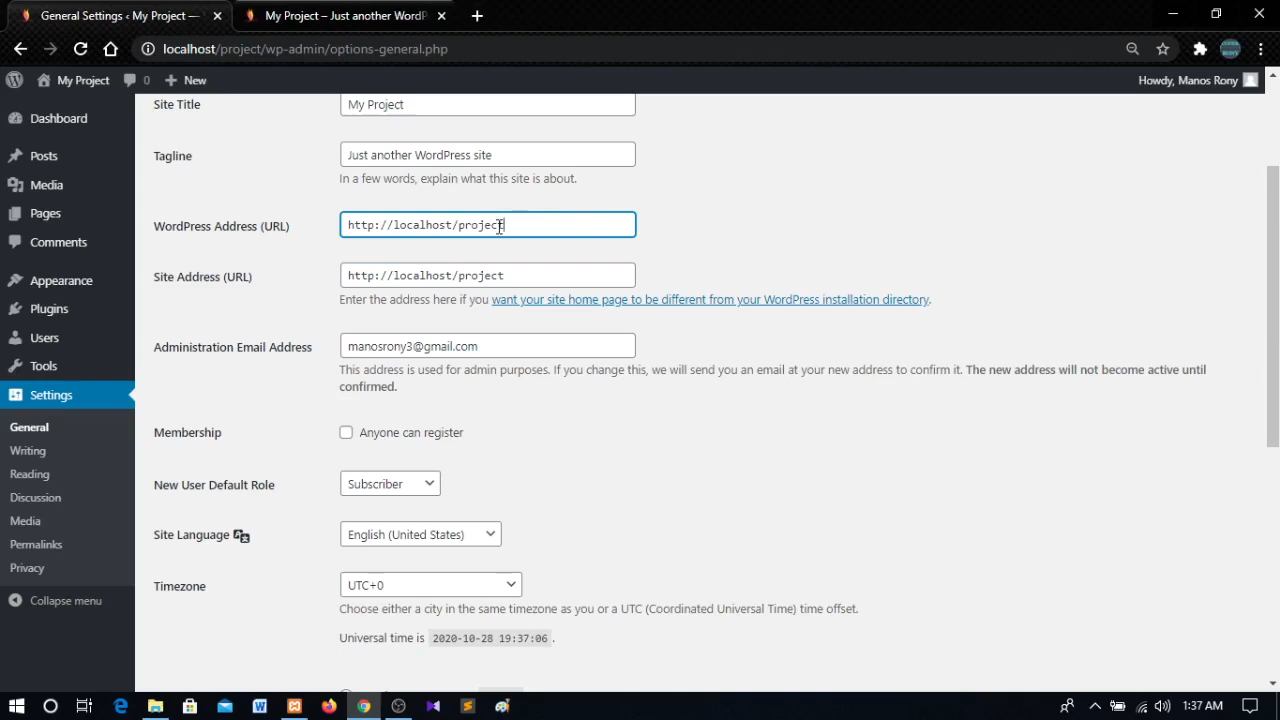 General Settings ‹ My Project —
My Project – Just another WordP
localhost/project/wp-admin/options-general.php
My Project
0
New
Howdy, Manos Rony
Dashboard
Posts
Media
Pages
Comments
Appearance
Plugins
Users
Tools
Settings
General
Writing
Reading
Discussion
Media
Permalinks
Privacy
Collapse menu
Site Title
My Project
Tagline
Just another WordPress site
In a few words, explain what this site is about.
WordPress Address (URL)
http://localhost/project
Site Address (URL)
http://localhost/project
Enter the address here if you want your site home page to be different from your WordPress installation directory.
Administration Email Address
manosrony3@gmail.com
This address is used for admin purposes. If you change this, we will send you an email at your new address to confirm it. The new address will not become active until
confirmed.
Membership
Anyone can register
New User Default Role
Subscriber
Site Language
English (United States)
Timezone
UTC+0
Choose either a city in the same timezone as you or a UTC (Coordinated Universal Time) time offset.
Universal time is 2020-10-28 19:37:06 .
1:37 AM